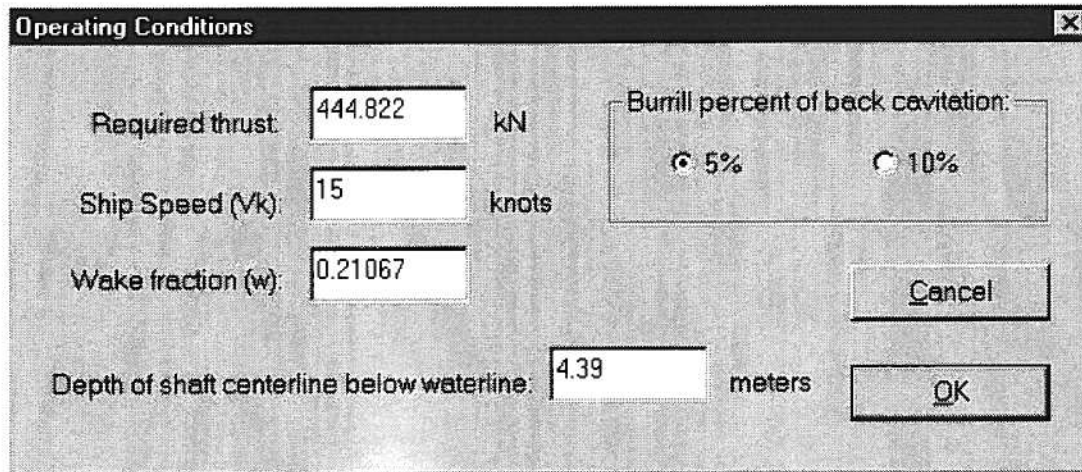 Operating Conditions
Required thrust: 444.822 kN
Ship Speed (Vk): 15 knots
Wake fraction (w): 0.21067
Depth of shaft centerline below waterline: 4.39 meters
Burrill percent of back cavitation:
5% 10%
Cancel
OK